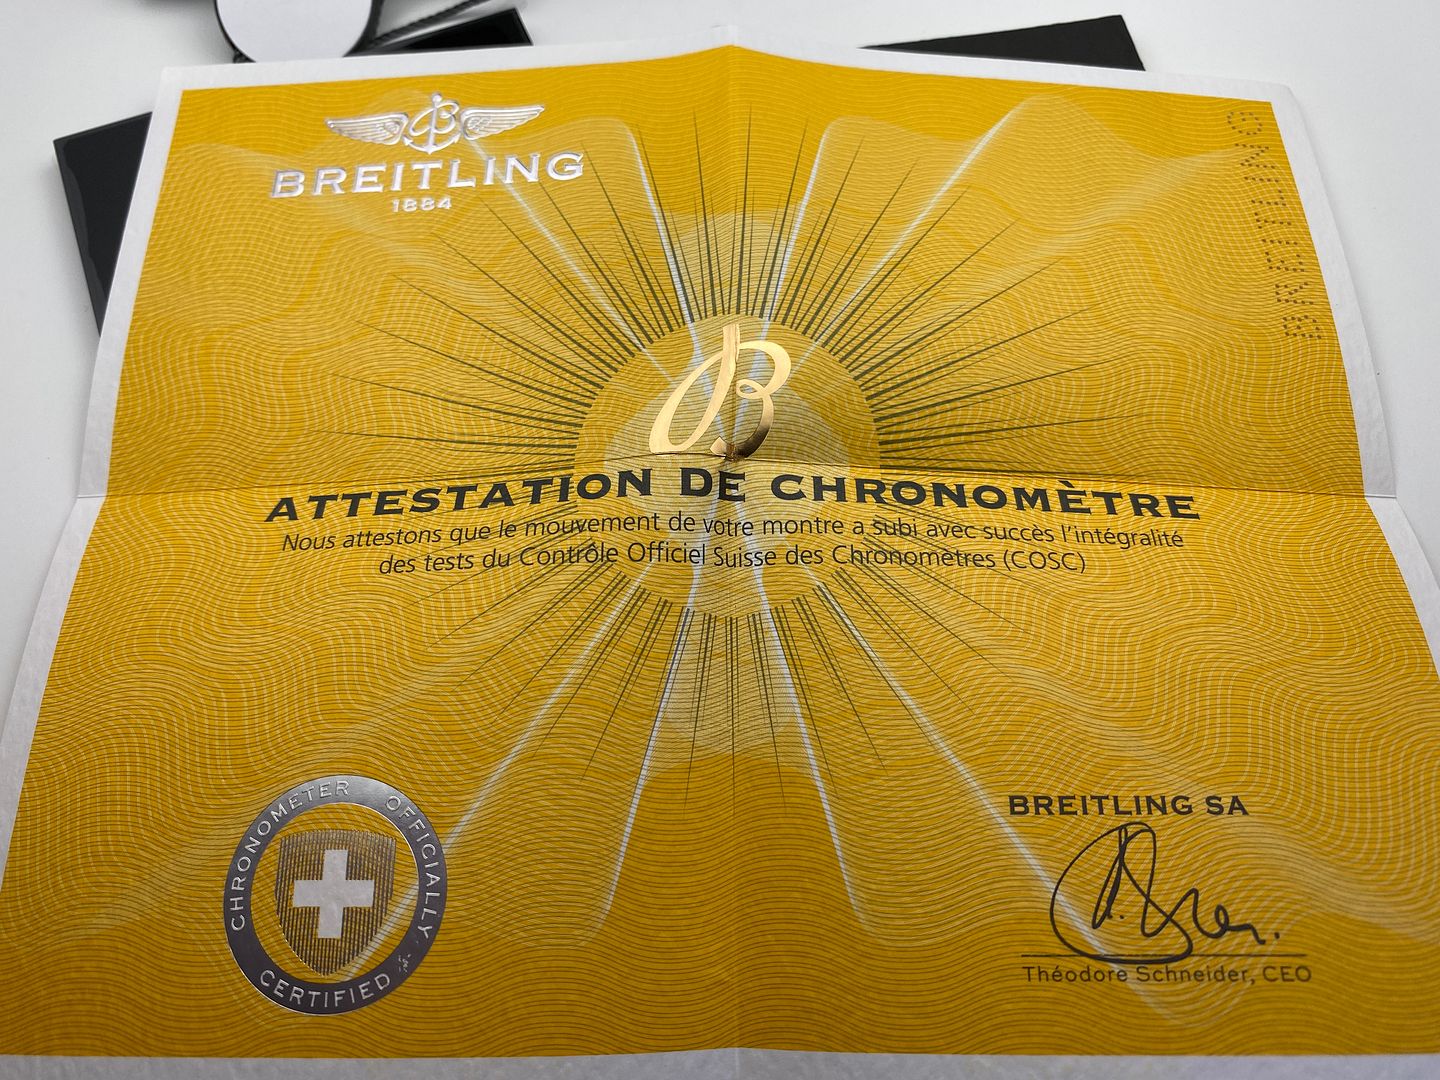 BREITLING
1884
BREITLING
B
ATTESTATION DE CHRONOMÈTRE
Nous attestons que le mouvement de votre montre a subi avec succès l'intégralité
des tests du Contrôle Officiel Suisse des Chronomètres (COSC)
CHRONOMETER OFFICIALLY
CERTIFIED
BREITLING SA
Théodore Schneider, CEO